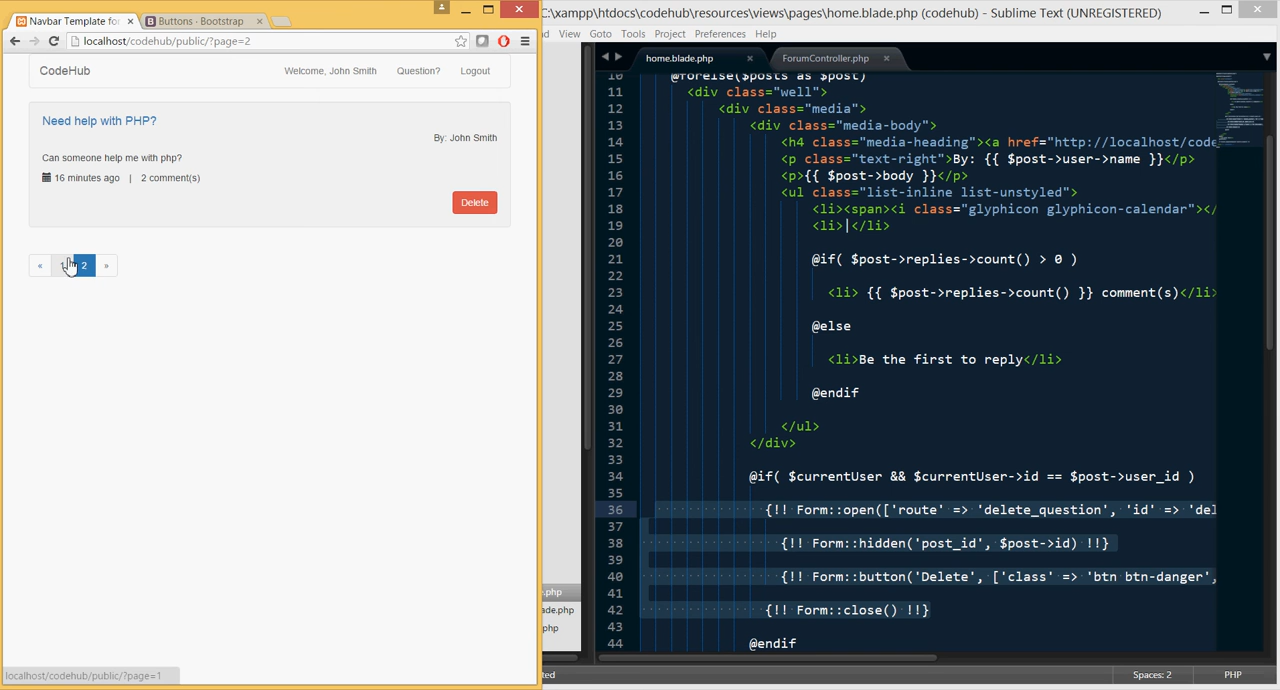 Navbar Template for
Buttons · Bootstrap
localhost/codehub/public/?page=2
CodeHub
Welcome, John Smith
Question?
Logout
Need help with PHP?
By: John Smith
Can someone help me with php?
16 minutes ago | 2 comment(s)
Delete
« 1 2 »
localhost/codehub/public/?page=1
C:\xampp\htdocs\codehub\resources\views\pages\home.blade.php (codehub) - Sublime Text (UNREGISTERED)
nd View Goto Tools Project Preferences Help
home.blade.php
ForumController.php
10 @foreise($posts as $post)
11 <div class="well">
12 <div class="media">
13 <div class="media-body">
14 <h4 class="media-heading"><a href="http://localhost/code
15 <p class="text-right">By: {{ $post->user->name }}</p>
16 <p>{{ $post->body }}</p>
17 <ul class="list-inline list-unstyled">
18 <li><span><i class="glyphicon glyphicon-calendar"></
19 <li>|</li>
20
21 @if( $post->replies->count() > 0 )
22
23 <li> {{ $post->replies->count() }} comment(s)</li>
24
25 @else
26
27 <li>Be the first to reply</li>
28
29 @endif
30
31 </ul>
32 </div>
33
34 @if( $currentUser && $currentUser->id == $post->user_id )
35
36 {!! Form::open(['route' => 'delete_question', 'id' => 'del
37
38 {!! Form::hidden('post_id', $post->id) !!}
39
40 {!! Form::button('Delete', ['class' => 'btn btn-danger',
41
42 {!! Form::close() !!}
43
44 @endif
e.php
ade.php
php
ted
Spaces: 2
PHP